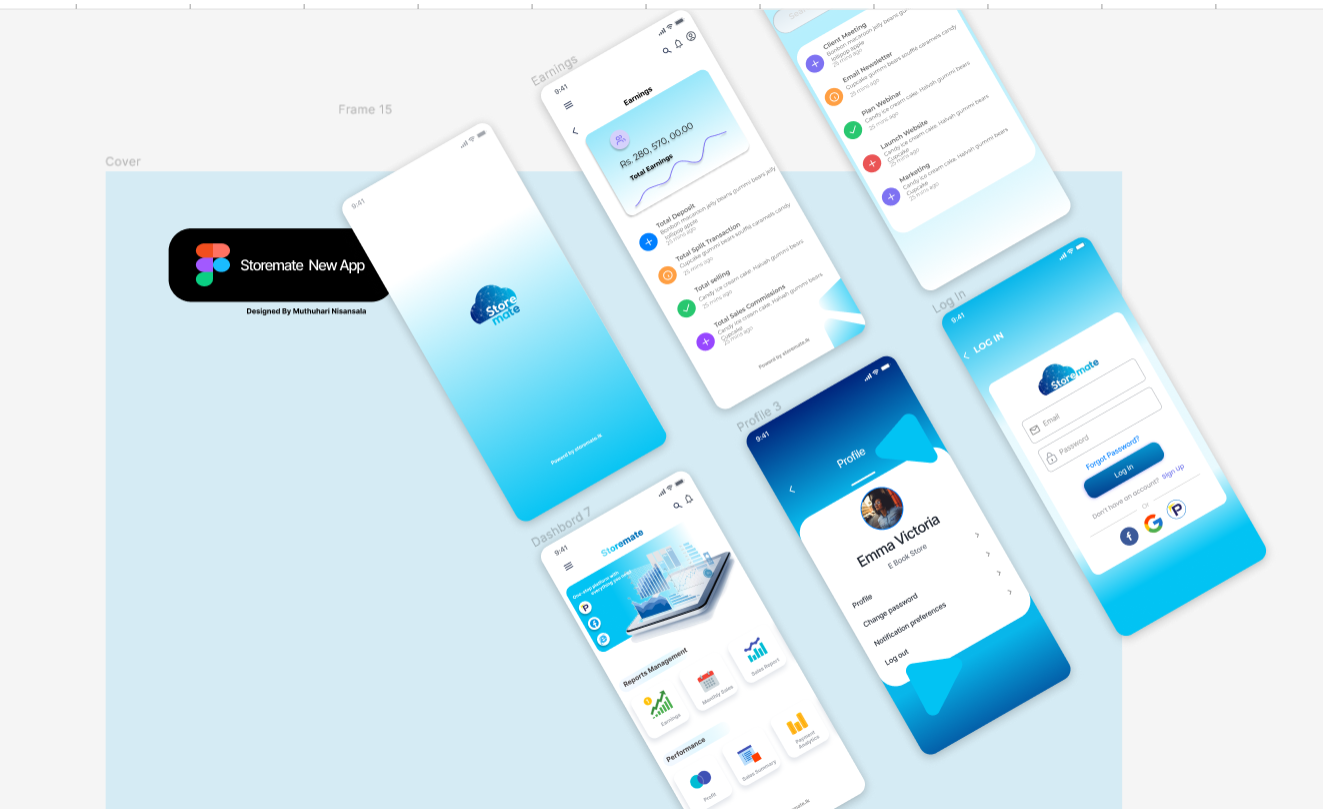 Frame 15
Cover
Storemate New App
Designed By Muthuhari Nisansala
9:41
Store
mate
Powerd by storemate.lk
Earnings
9:41
Earnings
Rs. 280, 570, 00.00
Total Earnings
Total Deposit
Bonbon macaroon jelly beans gummi bears jelly
lollipop apple
25 mins ago
Total Split Transaction
Cupcake gummi bears soufflé caramels candy
25 mins ago
Total selling
Candy ice cream cake. Halvah gummi bears
25 mins ago
Total Sales Commissions
Candy ice cream cake. Halvah gummi bears
Cupcake
25 mins ago
Powerd by storemate.lk
Client Meeting
Bonbon macaroon jelly beans
lollipop apple
25 mins ago
Email Newsletter
Cupcake gummi bears soufflé caramels candy
25 mins ago
Plan Webinar
Candy ice cream cake. Halvah gummi bears
25 mins ago
Launch Website
Candy ice cream cake. Halvah gummi bears
Cupcake
25 mins ago
Marketing
Candy ice cream cake. Halvah gummi bears
Cupcake
25 mins ago
Log In
9:41
LOG IN
Storemate
Email
Password
Forgot Password?
Log In
Don't have an account? Sign up
Or
Profile 3
9:41
Profile
Emma Victoria
E Book Store
Profile
Change password
Notification preferences
Log out
Dashbord 7
9:41
Storemate
One-stop platform with
everything you need
Reports Management
Earnings
Monthly Sales
Sales Report
Performance
Profit
Sales Summary
Payment
Analytics